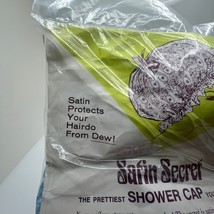 Satin
Protects
Your
Hairdo
From Dew!
Satin Secret
THE PRETTIEST SHOWER CAP